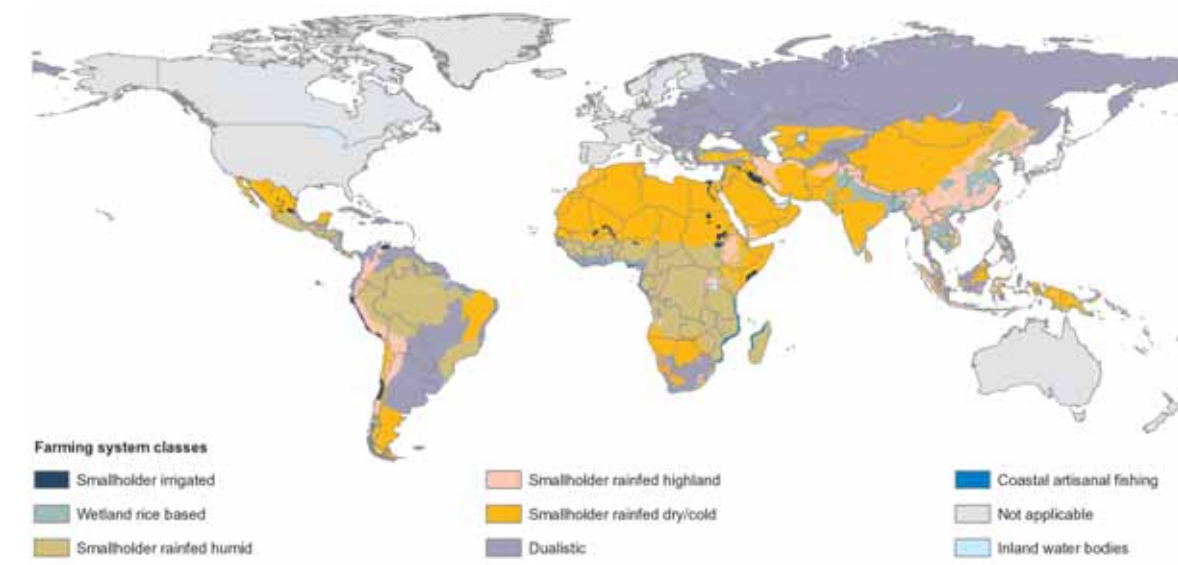 Farming system classes
Smallholder irrigated
Wetland rice based
Smallholder rainfed humid
Smallholder rainfed highland
Smallholder rainfed dry/cold
Dualistic
Coastal artisanal fishing
Not applicable
Inland water bodies